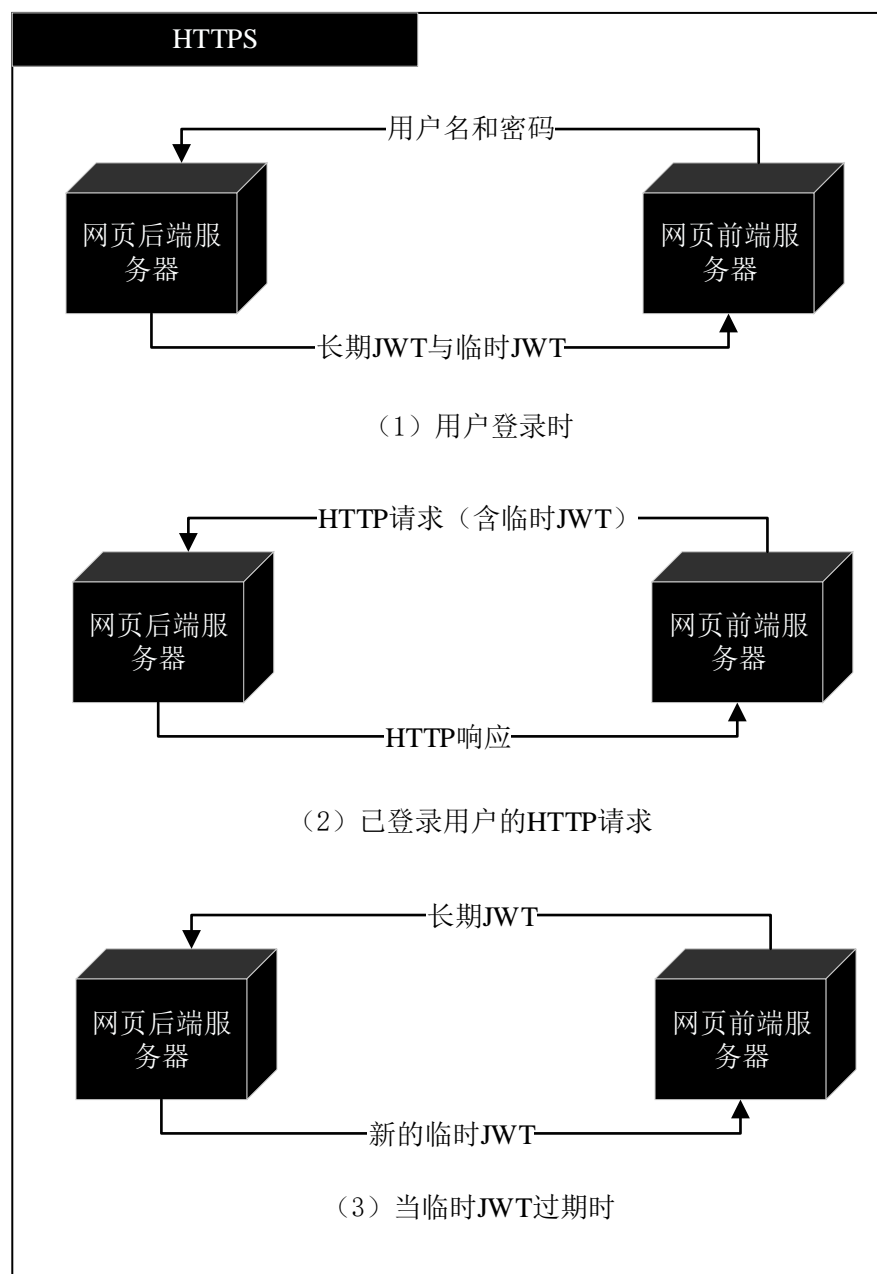 HTTPS
用户名和密码
网页后端服
务器
网页前端服
务器
长期JWT与临时JWT
（1）用户登录时
HTTP请求（含临时JWT）
网页后端服
务器
网页前端服
务器
HTTP响应
（2）已登录用户的HTTP请求
长期JWT
网页后端服
务器
网页前端服
务器
新的临时JWT
（3）当临时JWT过期时